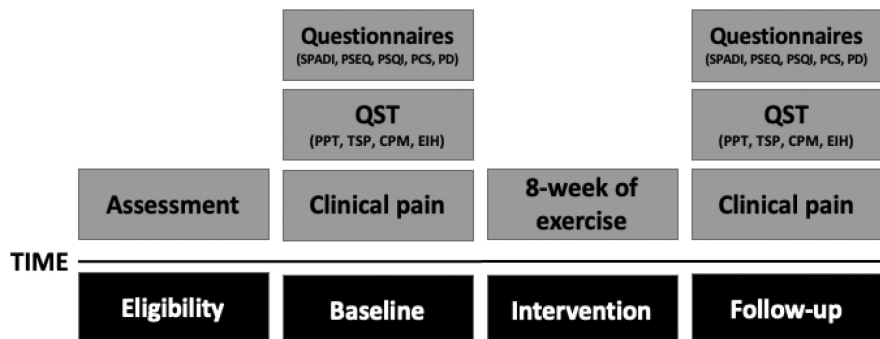 Questionnaires
(SPADI, PSEQ, PSQI, PCS, PD)
Questionnaires
(SPADI, PSEQ, PSQI, PCS, PD)
QST
(PPT, TSP, CPM, EIH)
QST
(PPT, TSP, CPM, EIH)
Assessment
Clinical pain
8-week of
exercise
Clinical pain
TIME
Eligibility
Baseline
Intervention
Follow-up